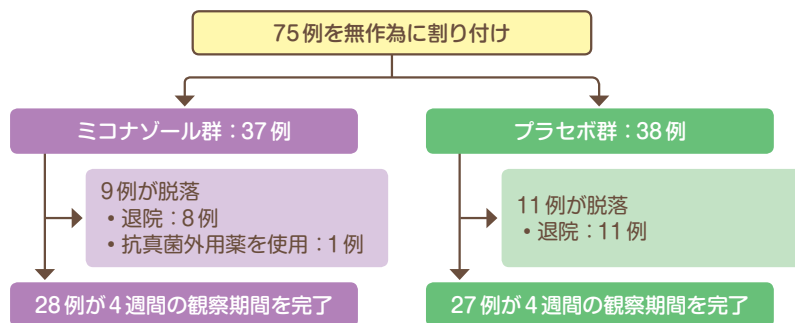 75例を無作為に割り付け
ミコナゾール群：37例
プラセボ群：38例
9例が脱落
・退院：8例
・抗真菌外用薬を使用：1例
11例が脱落
・退院：11例
28例が4週間の観察期間を完了
27例が4週間の観察期間を完了